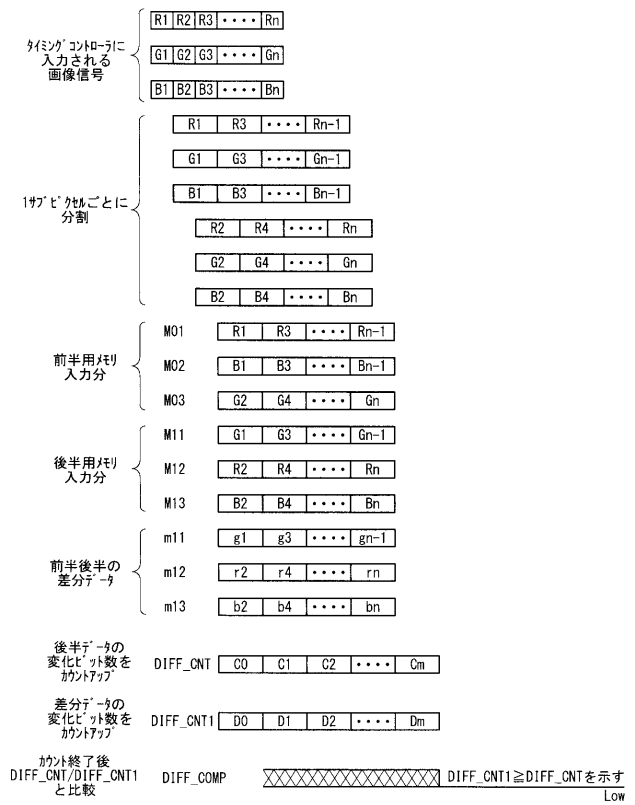 タイミングコントローラに
入力される
画像信号
R1 R2 R3 ・・・・ Rn
G1 G2 G3 ・・・・ Gn
B1 B2 B3 ・・・・ Bn
1サブピクセルごとに
分割
R1 R3 ・・・・ Rn-1
G1 G3 ・・・・ Gn-1
B1 B3 ・・・・ Bn-1
R2 R4 ・・・・ Rn
G2 G4 ・・・・ Gn
B2 B4 ・・・・ Bn
前半用メモリ
入力分
M01 R1 R3 ・・・・ Rn-1
M02 B1 B3 ・・・・ Bn-1
M03 G2 G4 ・・・・ Gn
後半用メモリ
入力分
M11 G1 G3 ・・・・ Gn-1
M12 R2 R4 ・・・・ Rn
M13 B2 B4 ・・・・ Bn
前半後半の
差分データ
m11 g1 g3 ・・・・ gn-1
m12 r2 r4 ・・・・ rn
m13 b2 b4 ・・・・ bn
後半データの
変化ビット数を
カウントアップ
DIFF_CNT C0 C1 C2 ・・・・ Cm
差分データの
変化ビット数を
カウントアップ
DIFF_CNT1 D0 D1 D2 ・・・・ Dm
カウント終了後
DIFF_CNT/DIFF_CNT1
と比較
DIFF_COMP
DIFF_CNT1≧DIFF_CNTを示す
Low